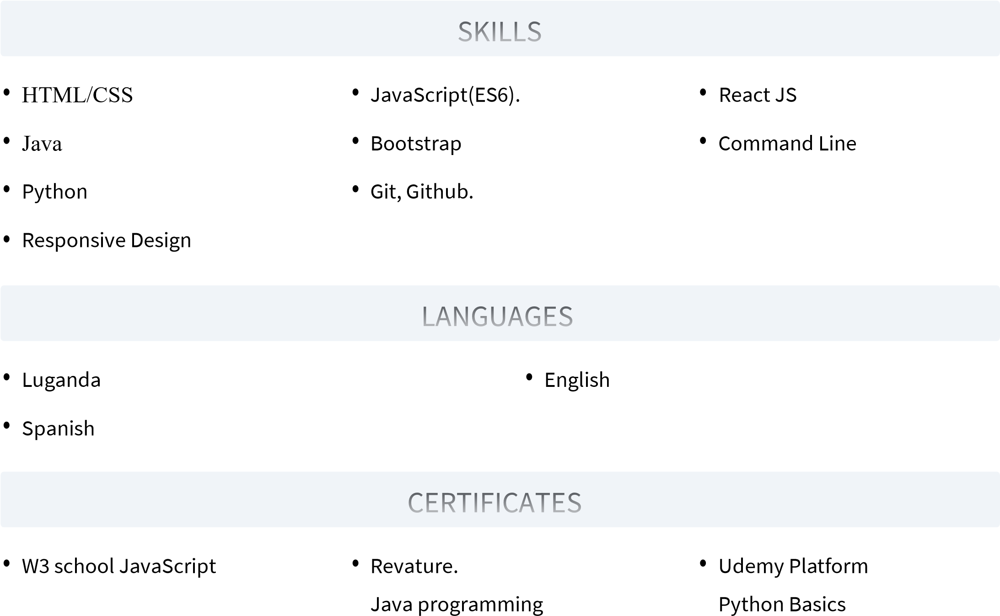 SKILLS
HTML/CSS
JavaScript(ES6).
React JS
Java
Bootstrap
Command Line
Python
Git, Github.
Responsive Design
LANGUAGES
Luganda
English
Spanish
CERTIFICATES
W3 school JavaScript
Revature.
Java programming
Udemy Platform
Python Basics